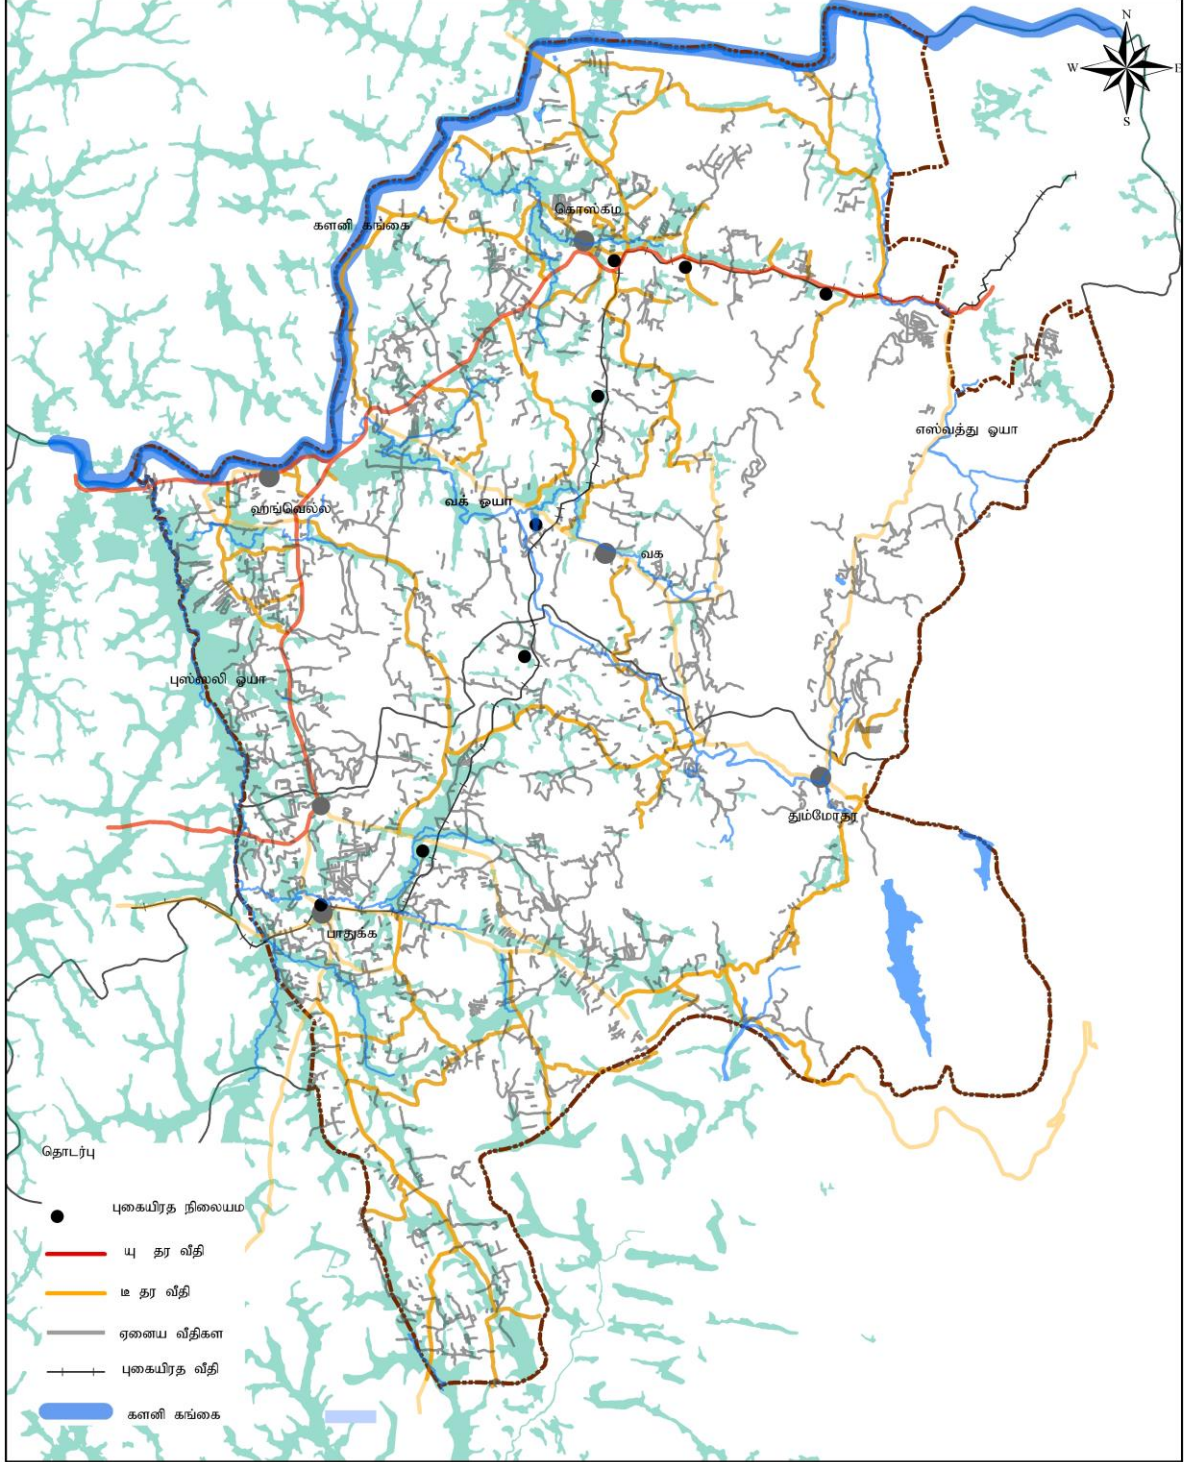 N
W E
S
கொஸ்கம
களனி கங்கை
எஸ்வத்து ஓயா
வக் ஓயா
ஹங்வெல்ல
வக
புஸ்ஸலி ஓயா
தும்மோதர
பாதுக்க
தொடர்பு
புகையிரத நிலையம
யு தர வீதி
டீ தர வீதி
ஏனைய வீதிகள
புகையிரத வீதி
களனி கங்கை